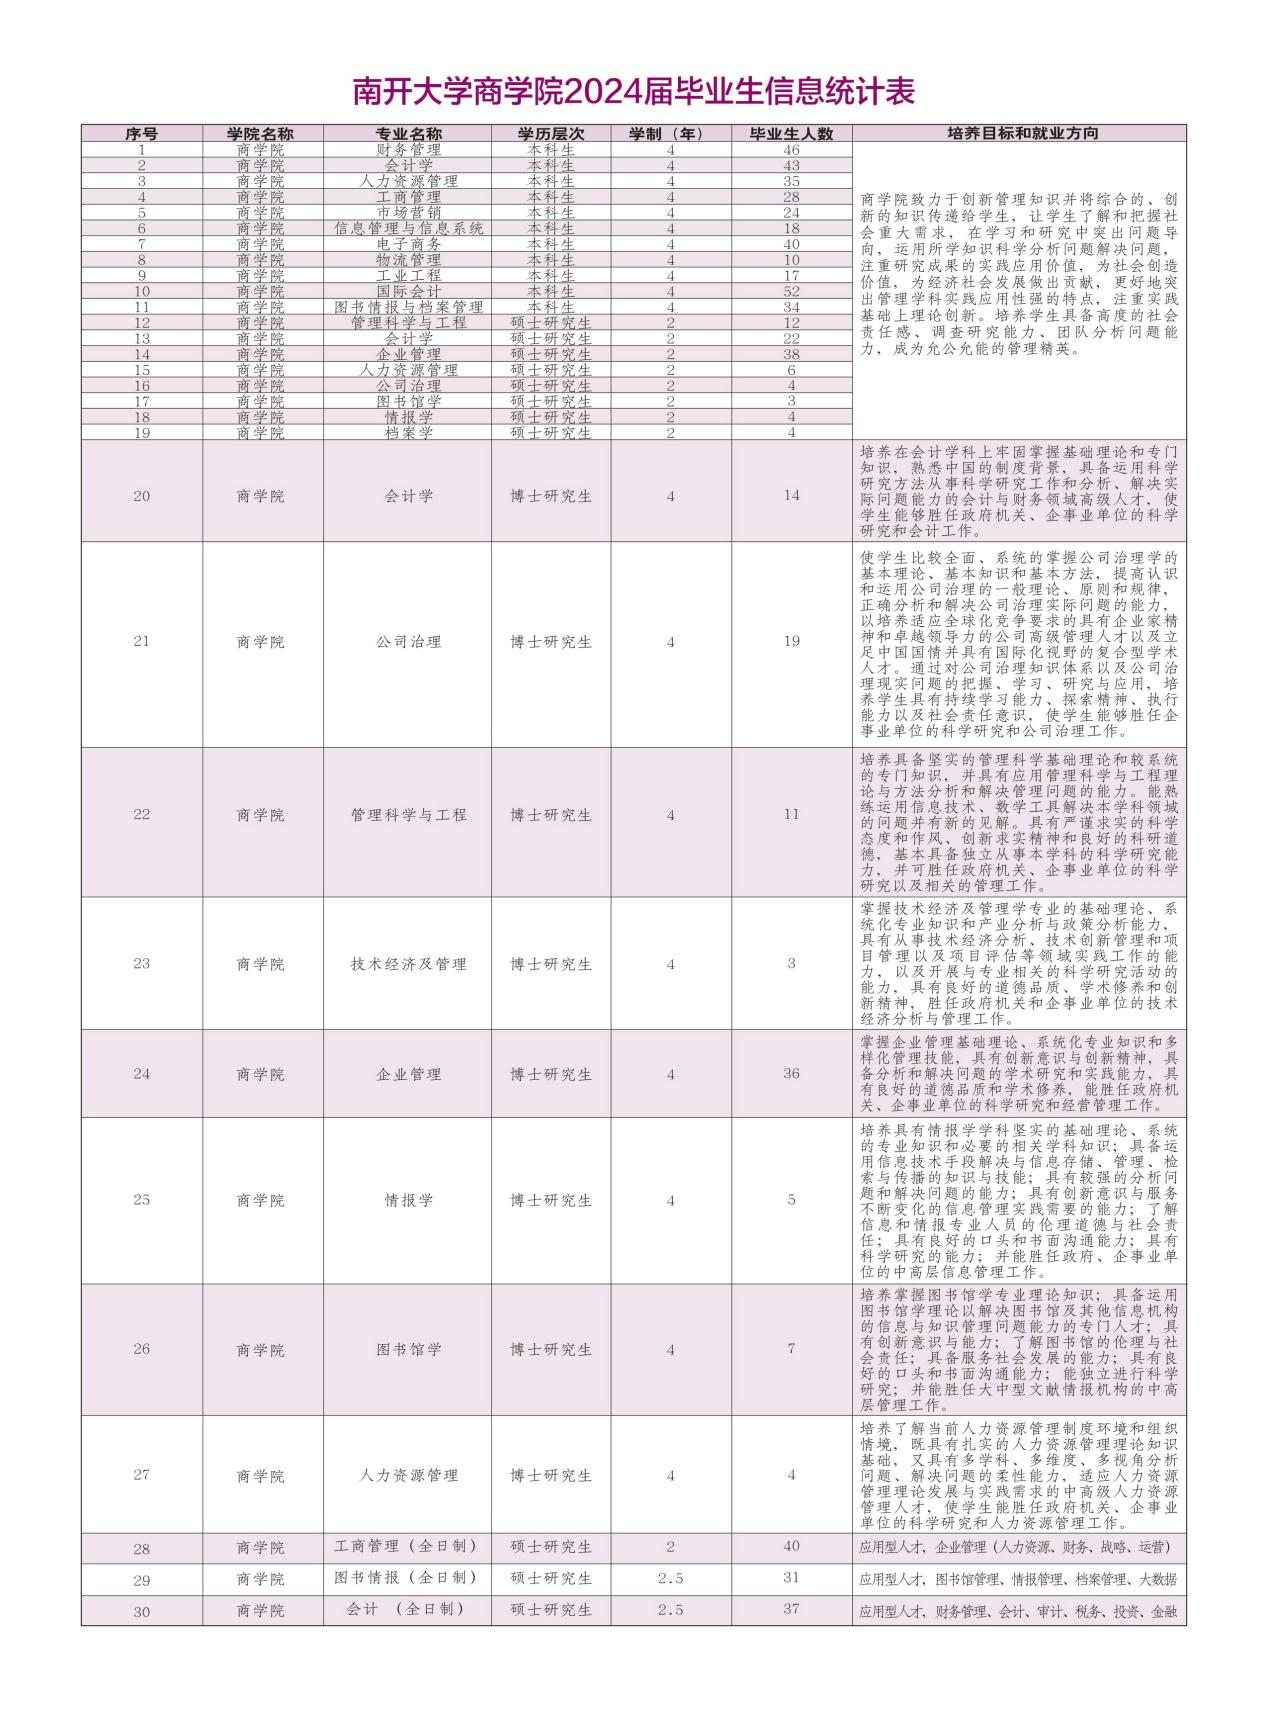 南开大学商学院2024届毕业生信息统计表
序号 学院名称 专业名称 学历层次 学制（年） 毕业生人数 培养目标和就业方向
1 商学院 财务管理 本科生 4 46
2 商学院 会计学 本科生 4 43
3 商学院 人力资源管理 本科生 4 35
4 商学院 工商管理 本科生 4 28
5 商学院 市场营销 本科生 4 24
6 商学院 信息管理与信息系统 本科生 4 18
7 商学院 电子商务 本科生 4 40
8 商学院 物流管理 本科生 4 10
9 商学院 工业工程 本科生 4 17
10 商学院 国际会计 本科生 4 52
11 商学院 图书情报与档案管理 本科生 4 34
12 商学院 管理科学与工程 硕士研究生 2 12
13 商学院 会计学 硕士研究生 2 22
14 商学院 企业管理 硕士研究生 2 38
15 商学院 人力资源管理 硕士研究生 2 6
16 商学院 公司治理 硕士研究生 2 4
17 商学院 图书馆学 硕士研究生 2 3
18 商学院 情报学 硕士研究生 2 4
19 商学院 档案学 硕士研究生 2 4
商学院致力于创新管理知识并将综合的、创
新的知识传递给学生，让学生了解和把握社
会重大需求，在学习和研究中突出问题导
向，运用所学知识科学分析问题解决问题，
注重研究成果的实践应用价值，为社会创造
价值，为经济社会发展做出贡献，更好地突
出管理学科实践应用性强的特点，注重实践
基础上理论创新。培养学生具备高度的社会
责任感、调查研究能力、团队分析问题能
力，成为允公允能的管理精英。
20 商学院 会计学 博士研究生 4 14
培养在会计学科上牢固掌握基础理论和专门
知识，熟悉中国的制度背景，具备运用科学
研究方法从事科学研究工作和分析、解决实
际问题能力的会计与财务领域高级人才，使
学生能够胜任政府机关、企事业单位的科学
研究和会计工作。
21 商学院 公司治理 博士研究生 4 19
使学生比较全面、系统的掌握公司治理学的
基本理论、基本知识和基本方法，提高认识
和运用公司治理的一般理论、原则和规律，
正确分析和解决公司治理实际问题的能力，
以培养适应全球化竞争要求的具有企业家精
神和卓越领导力的公司高级管理人才以及立
足中国国情并具有国际化视野的复合型学术
人才。通过对公司治理知识体系以及公司治
理现实问题的把握、学习、研究与应用，培
养学生具有持续学习能力、探索精神、执行
能力以及社会责任意识，使学生能够胜任企
事业单位的科学研究和公司治理工作。
22 商学院 管理科学与工程 博士研究生 4 11
培养具备坚实的管理科学基础理论和较系统
的专门知识，并具有应用管理科学与工程理
论与方法分析和解决管理问题的能力。能熟
练运用信息技术、数学工具解决本学科领域
的问题并有新的见解。具有严谨求实的科学
态度和作风、创新求实精神和良好的科研道
德，基本具备独立从事本学科的科学研究能
力，并可胜任政府机关、企事业单位的科学
研究以及相关的管理工作。
23 商学院 技术经济及管理 博士研究生 4 3
掌握技术经济及管理学专业的基础理论、系
统化专业知识和产业分析与政策分析能力，
具有从事技术经济分析、技术创新管理和项
目管理以及项目评估等领域实践工作的能
力，以及开展与专业相关的科学研究活动的
能力，具有良好的道德品质、学术修养和创
新精神，胜任政府机关和企事业单位的技术
经济分析与管理工作。
24 商学院 企业管理 博士研究生 4 36
掌握企业管理基础理论、系统化专业知识和多
样化管理技能，具有创新意识与创新精神，具
备分析和解决问题的学术研究和实践能力，具
有良好的道德品质和学术修养，能胜任政府机
关、企事业单位的科学研究和经营管理工作。
25 商学院 情报学 博士研究生 4 5
培养具有情报学学科坚实的基础理论、系统
的专业知识和必要的相关学科知识；具备运
用信息技术手段解决与信息存储、管理、检
索与传播的知识与技能；具有较强的分析问
题和解决问题的能力；具有创新意识与服务
不断变化的信息管理实践需要的能力；了解
信息和情报专业人员的伦理道德与社会责
任；具有良好的口头和书面沟通能力；具有
科学研究的能力；并能胜任政府、企事业单
位的中高层信息管理工作。
26 商学院 图书馆学 博士研究生 4 7
培养掌握图书馆学专业理论知识；具备运用
图书馆学理论以解决图书馆及其他信息机构
的信息与知识管理问题能力的专门人才；具
有创新意识与能力；了解图书馆的伦理与社
会责任；具备服务社会发展的能力；具有良
好的口头和书面沟通能力；能独立进行科学
研究；并能胜任大中型文献情报机构的中高
层管理工作。
27 商学院 人力资源管理 博士研究生 4 4
培养了解当前人力资源管理制度环境和组织
情境，既具有扎实的人力资源管理理论知识
基础，又具有多学科、多维度、多视角分析
问题、解决问题的柔性能力，适应人力资源
管理理论发展与实践需求的中高级人力资源
管理人才，使学生能胜任政府机关、企事业
单位的科学研究和人力资源管理工作。
28 商学院 工商管理（全日制） 硕士研究生 2 40 应用型人才，企业管理（人力资源、财务、战略、运营）
29 商学院 图书情报（全日制） 硕士研究生 2.5 31 应用型人才，图书馆管理、情报管理、档案管理、大数据
30 商学院 会计 （全日制） 硕士研究生 2.5 37 应用型人才，财务管理、会计、审计、税务、投资、金融